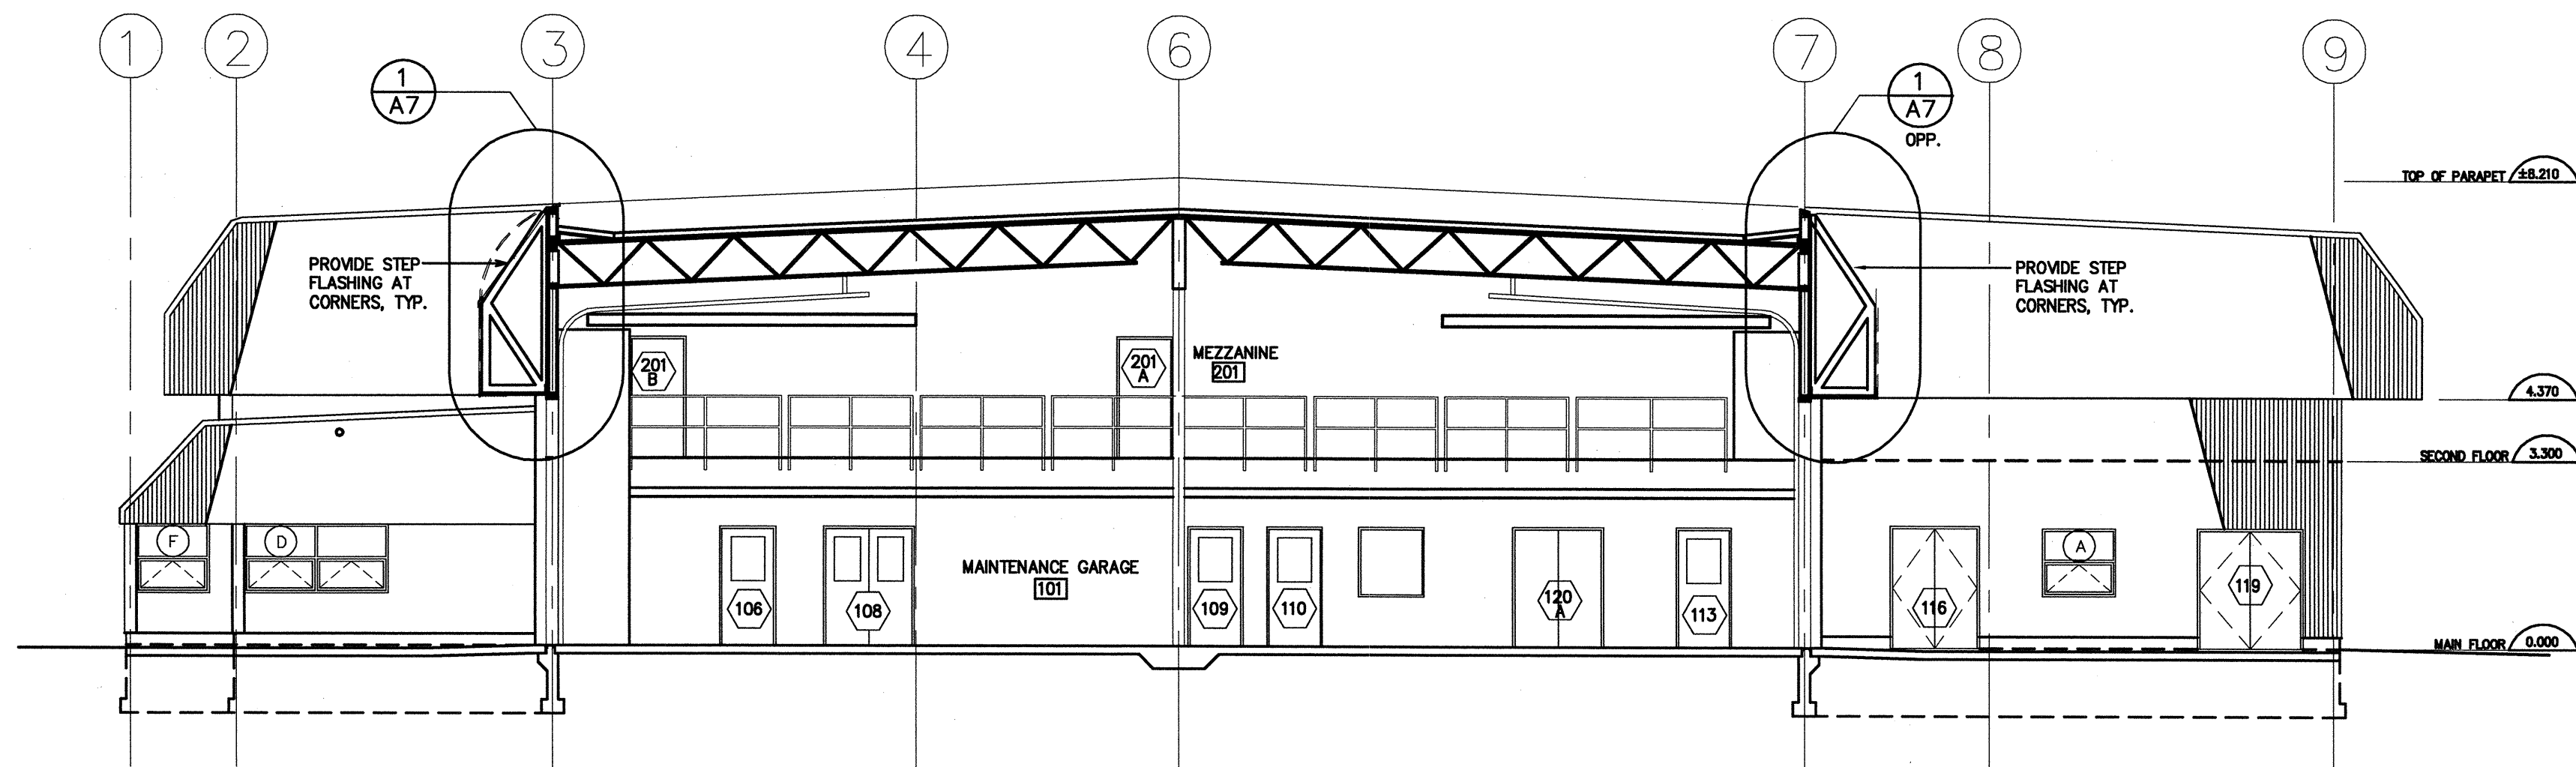 1
2
3
4
6
7
8
9
1
A7
1
A7
OPP.
TOP OF PARAPET ±8.210
PROVIDE STEP
FLASHING AT
CORNERS, TYP.
PROVIDE STEP
FLASHING AT
CORNERS, TYP.
201
B
201
A
MEZZANINE
201
4.370
SECOND FLOOR 3.300
F
D
A
MAINTENANCE GARAGE
101
106
108
109
110
120
A
113
116
119
MAIN FLOOR 0.000